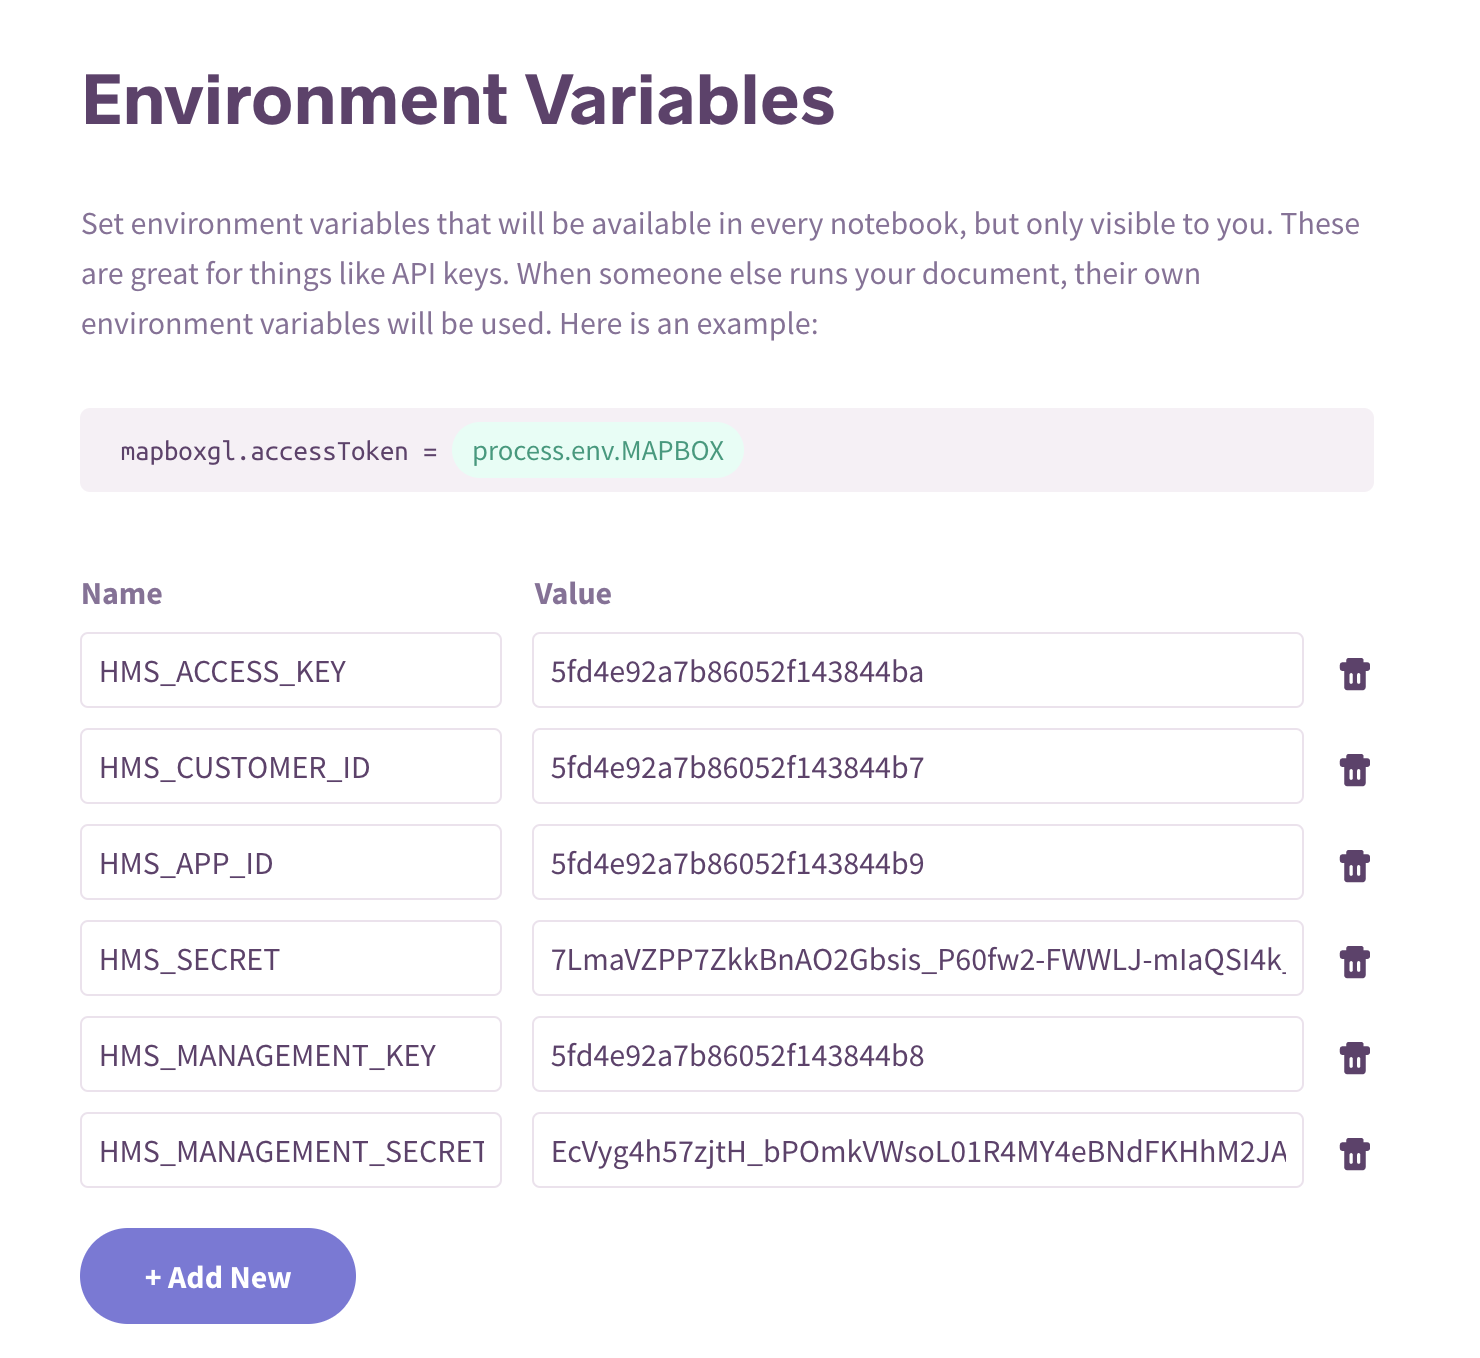 Environment Variables
Set environment variables that will be available in every notebook, but only visible to you. These
are great for things like API keys. When someone else runs your document, their own
environment variables will be used. Here is an example:
mapboxgl.accessToken = process.env.MAPBOX
Name Value
HMS_ACCESS_KEY 5fd4e92a7b86052f143844ba
HMS_CUSTOMER_ID 5fd4e92a7b86052f143844b7
HMS_APP_ID 5fd4e92a7b86052f143844b9
HMS_SECRET 7LmaVZPP7ZkkBnAO2Gbsis_P60fw2-FWWLJ-mIaQSI4k_
HMS_MANAGEMENT_KEY 5fd4e92a7b86052f143844b8
HMS_MANAGEMENT_SECRET EcVyg4h57zjtH_bPOmkVWsoL01R4MY4eBNdFKHhM2JA
+ Add New